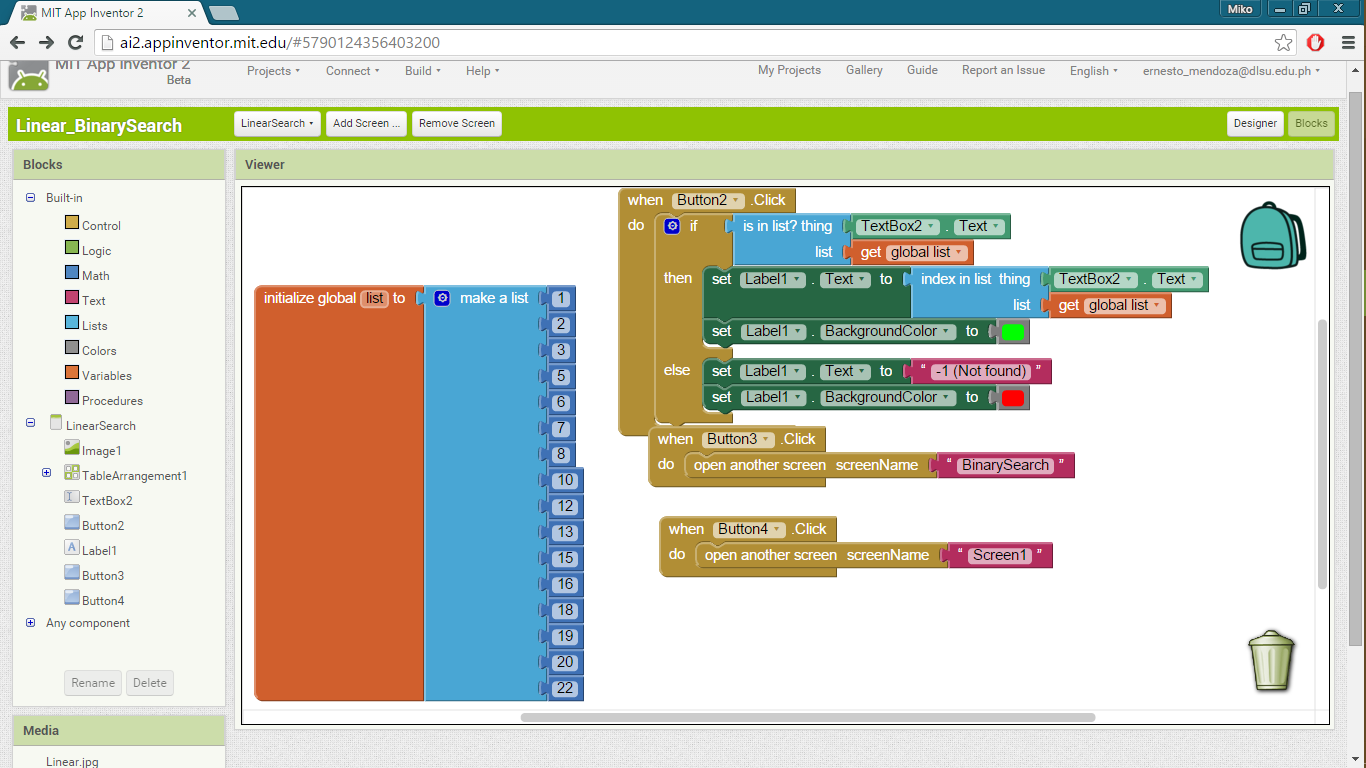 MIT App Inventor 2
Miko
ai2.appinventor.mit.edu/#5790124356403200
MIT App Inventor 2
Beta
Projects Connect Build Help
My Projects Gallery Guide Report an Issue English ernesto_mendoza@dlsu.edu.ph
Linear_BinarySearch
LinearSearch Add Screen ... Remove Screen
Designer Blocks
Blocks
Built-in
Control
Logic
Math
Text
Lists
Colors
Variables
Procedures
LinearSearch
Image1
TableArrangement1
TextBox2
Button2
Label1
Button3
Button4
Any component
Rename Delete
Media
Linear.jpg
Viewer
initialize global list to make a list 1
2
3
5
6
7
8
10
12
13
15
16
18
19
20
22
when Button2 .Click
do if is in list? thing TextBox2 . Text
list get global list
then set Label1 . Text to index in list thing TextBox2 . Text
list get global list
set Label1 . BackgroundColor to
else set Label1 . Text to " -1 (Not found) "
set Label1 . BackgroundColor to
when Button3 .Click
do open another screen screenName " BinarySearch "
when Button4 .Click
do open another screen screenName " Screen1 "